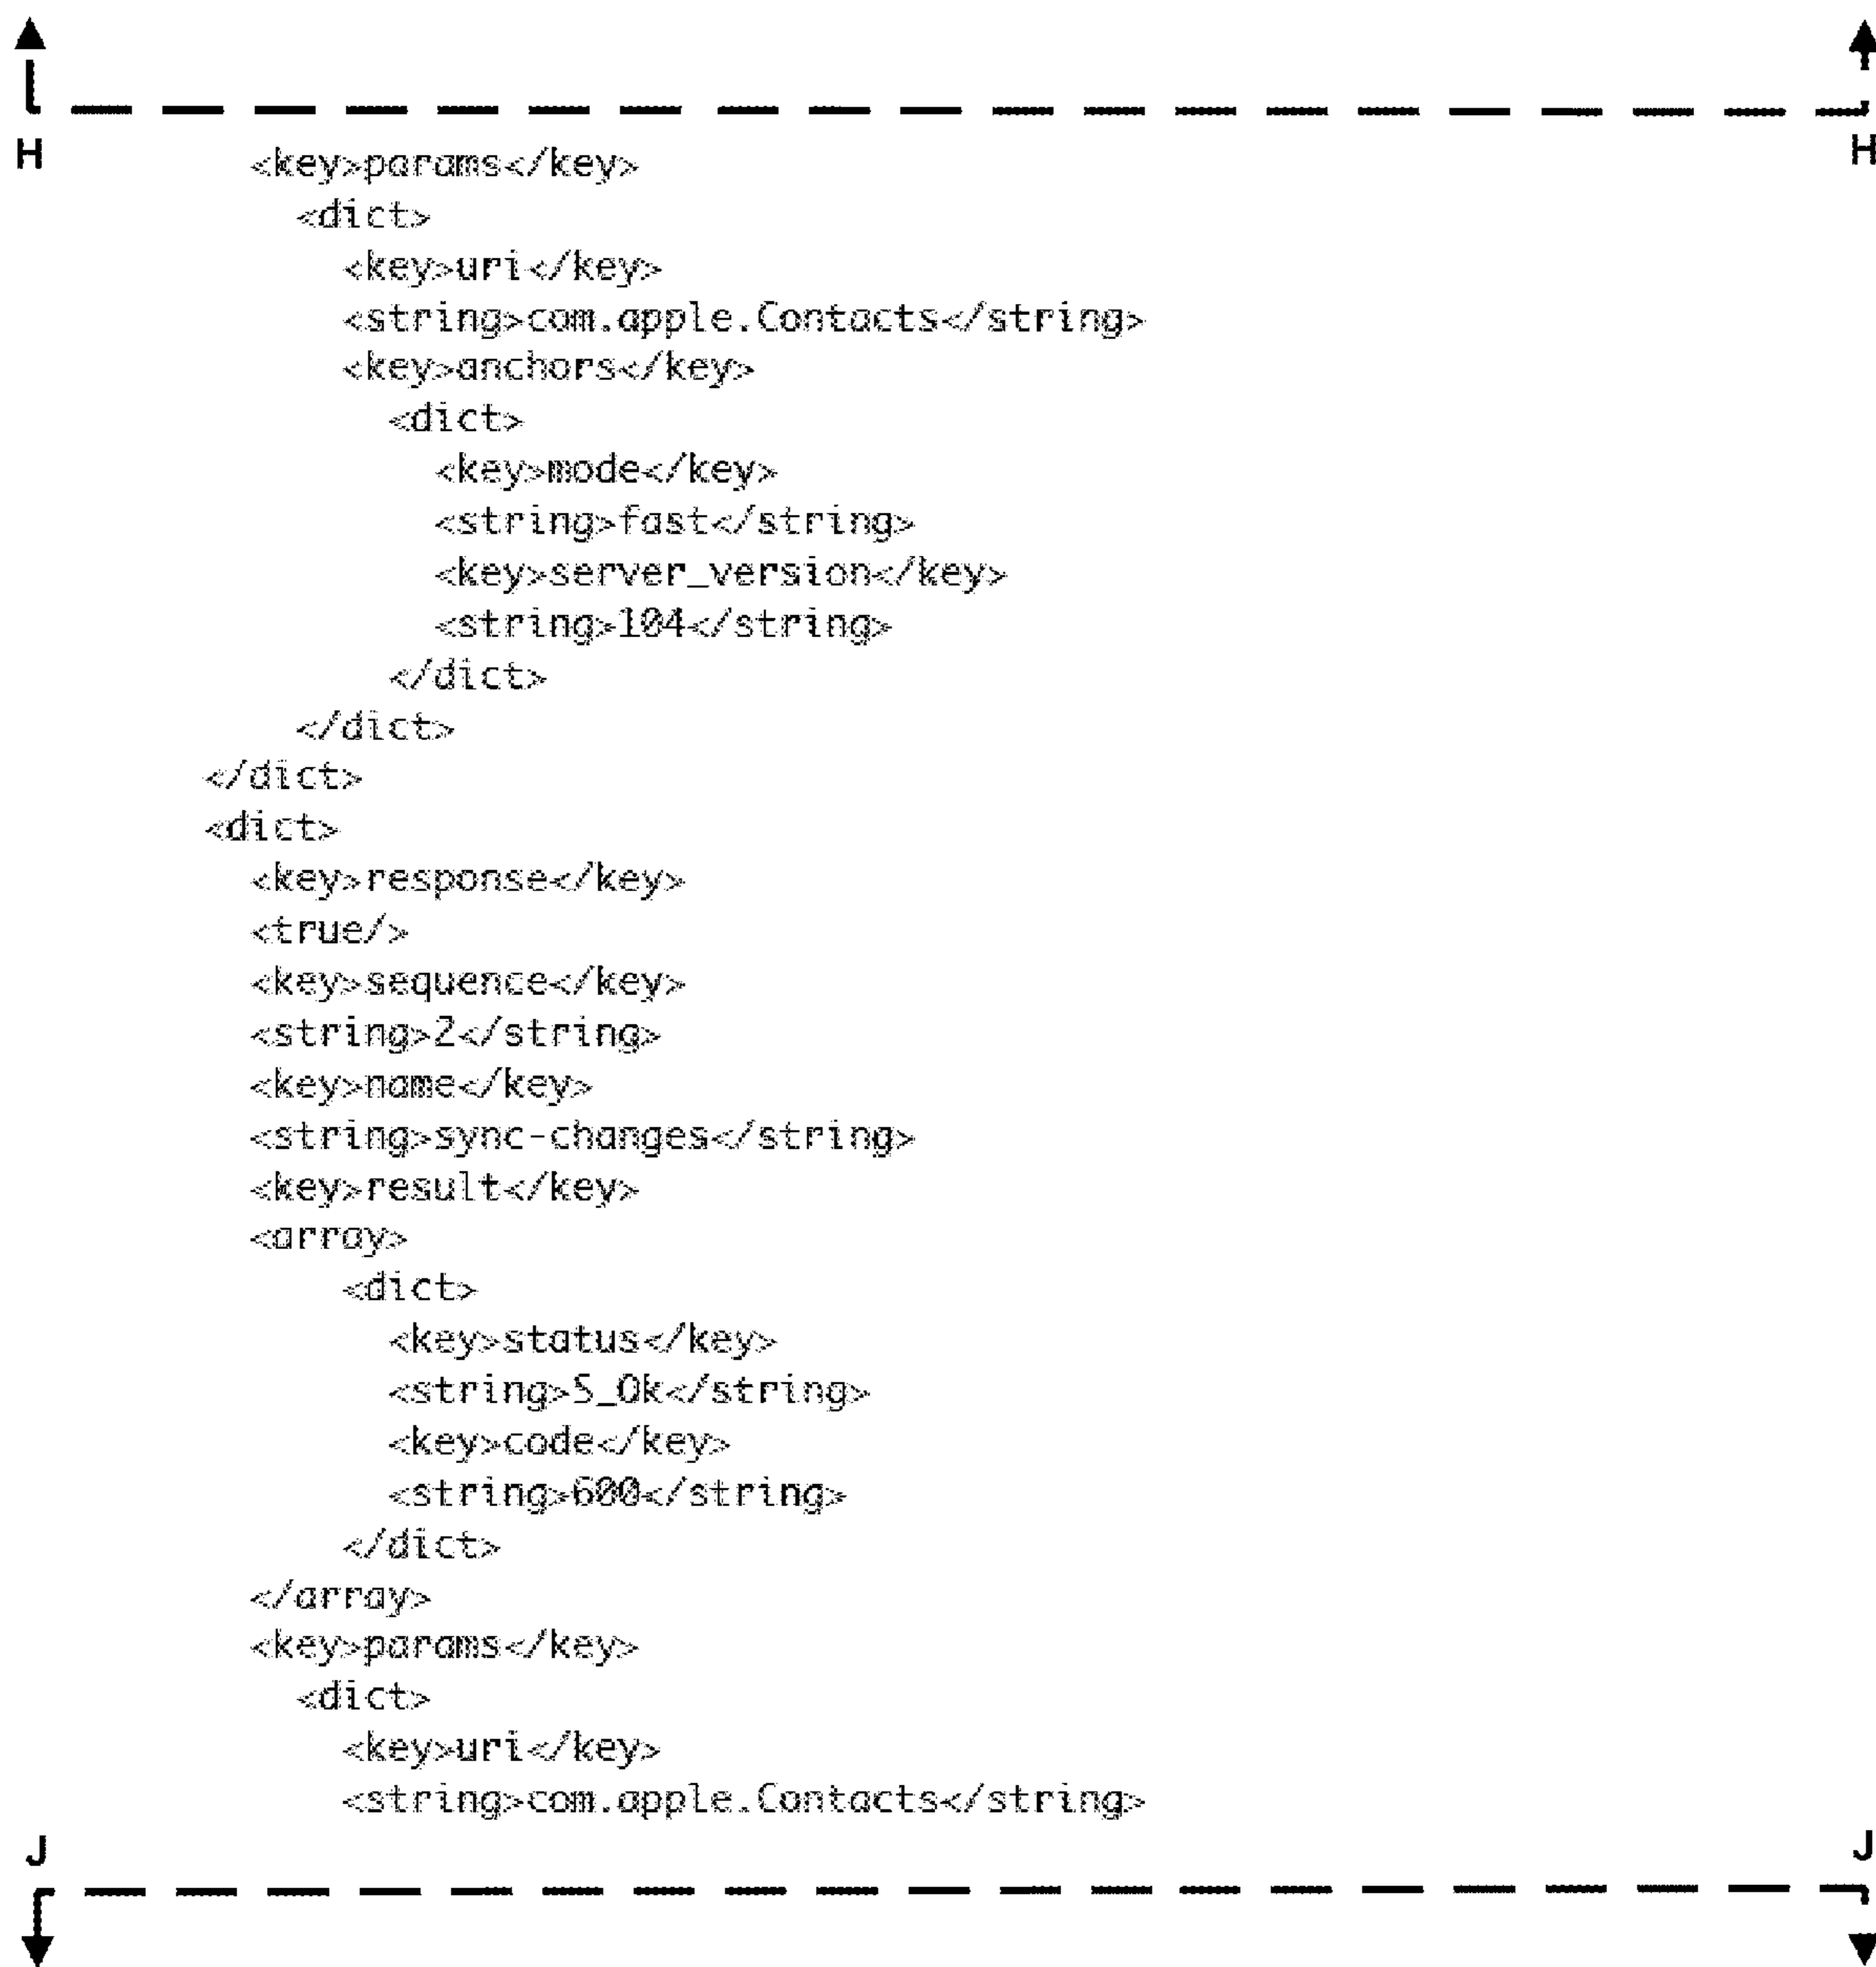 H H
<key>params</key>
<dict>
<key>uri</key>
<string>com.apple.Contacts</string>
<key>anchors</key>
<dict>
<key>mode</key>
<string>fast</string>
<key>server_version</key>
<string>104</string>
</dict>
</dict>
</dict>
<dict>
<key>response</key>
<true/>
<key>sequence</key>
<string>2</string>
<key>name</key>
<string>sync-changes</string>
<key>result</key>
<array>
<dict>
<key>status</key>
<string>S_Ok</string>
<key>code</key>
<string>600</string>
</dict>
</array>
<key>params</key>
<dict>
<key>uri</key>
<string>com.apple.Contacts</string>
J J